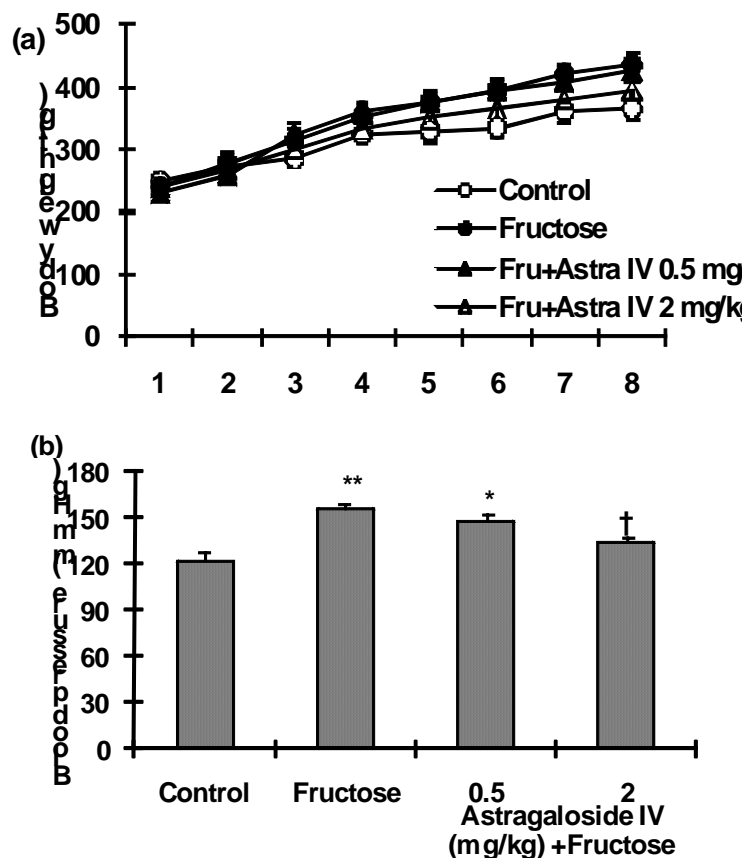 (a)
Body weight (g)
500
400
300
200
100
0
Control
Fructose
Fru+Astra IV 0.5 mg
Fru+Astra IV 2 mg/kg
1 2 3 4 5 6 7 8
(b)
Blood pressure (mm Hg)
180
150
120
90
60
30
0
** * †
Control Fructose 0.5 2
Astragaloside IV
(mg/kg) +Fructose